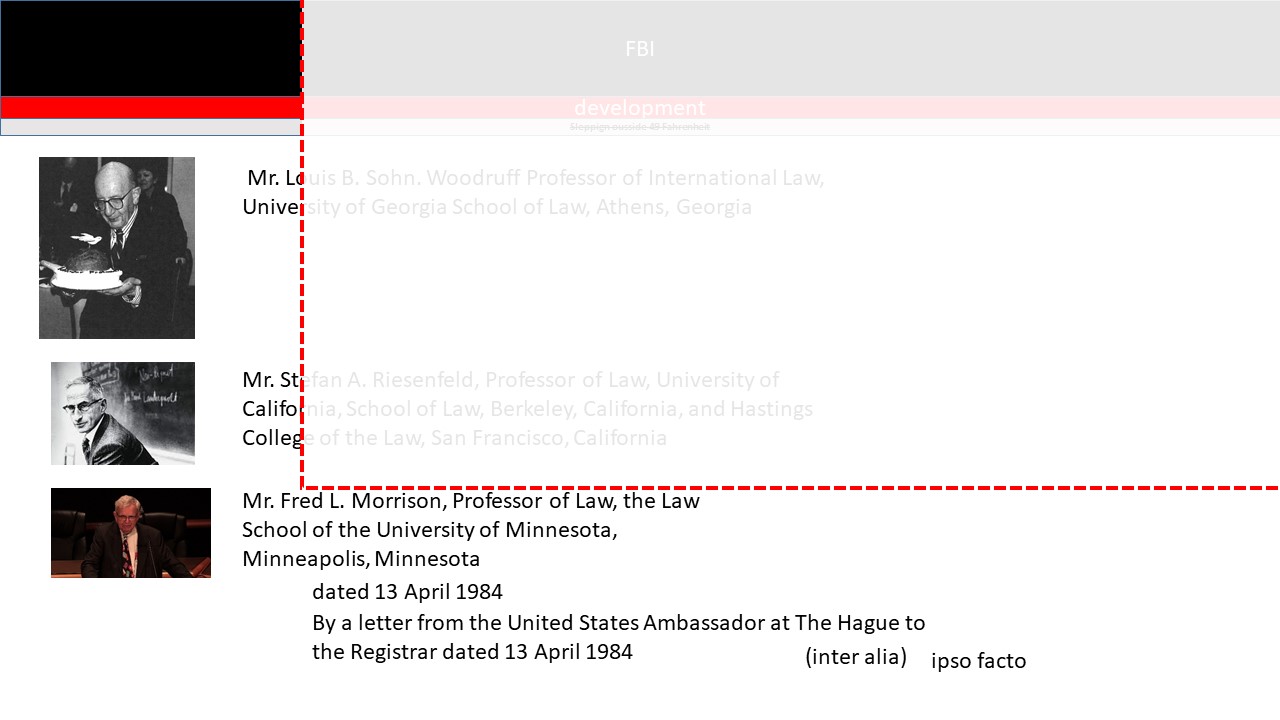 FBI
development
Sleppign ousside 49 Fahrenheit
Mr. Louis B. Sohn. Woodruff Professor of International Law,
University of Georgia School of Law, Athens, Georgia
Mr. Stefan A. Riesenfeld, Professor of Law, University of
California, School of Law, Berkeley, California, and Hastings
College of the Law, San Francisco, California
Mr. Fred L. Morrison, Professor of Law, the Law
School of the University of Minnesota,
Minneapolis, Minnesota
dated 13 April 1984
By a letter from the United States Ambassador at The Hague to
the Registrar dated 13 April 1984
(inter alia)
ipso facto